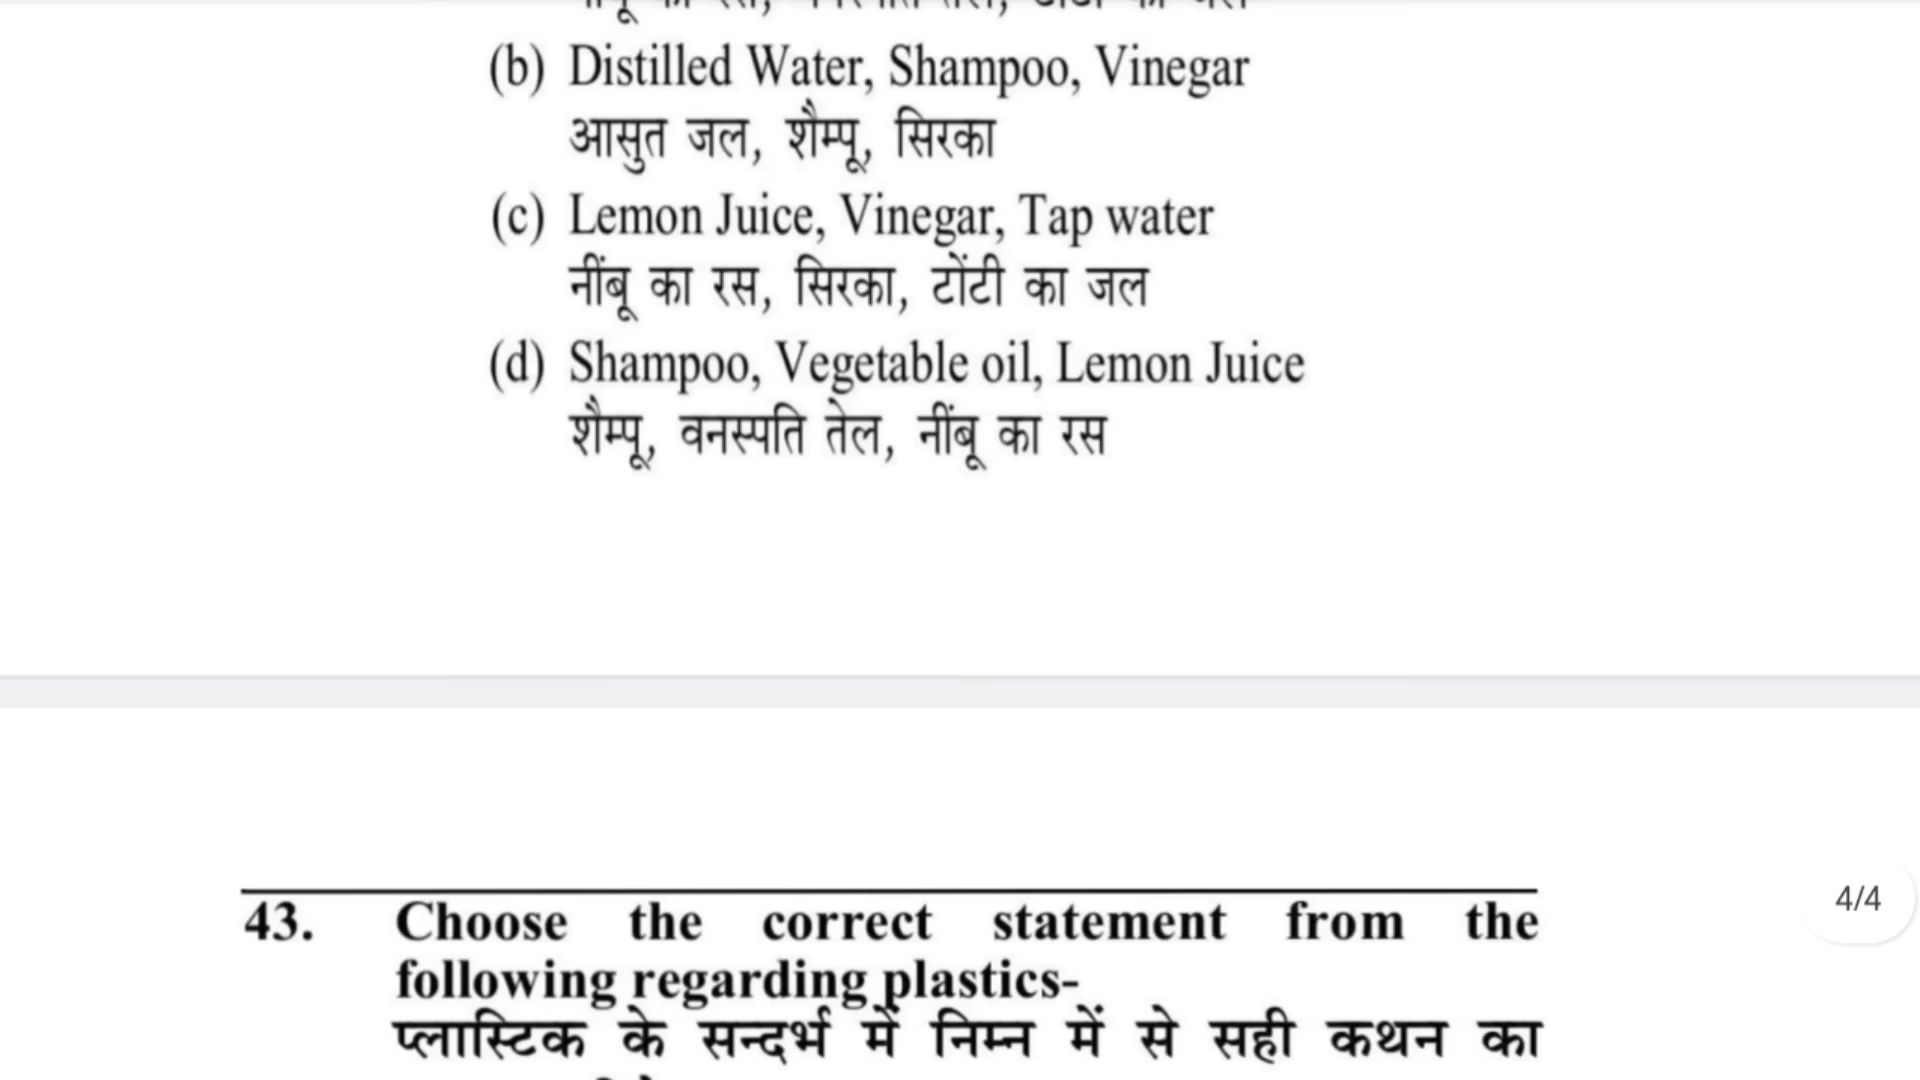 (b) Distilled Water, Shampoo, Vinegar
आसुत जल, शैम्पू, सिरका
(c) Lemon Juice, Vinegar, Tap water
नींबू का रस, सिरका, टोंटी का जल
(d) Shampoo, Vegetable oil, Lemon Juice
शैम्पू, वनस्पति तेल, नींबू का रस
43. Choose the correct statement from the
following regarding plastics-
4/4
प्लास्टिक के सन्दर्भ में निम्न में से सही कथन का